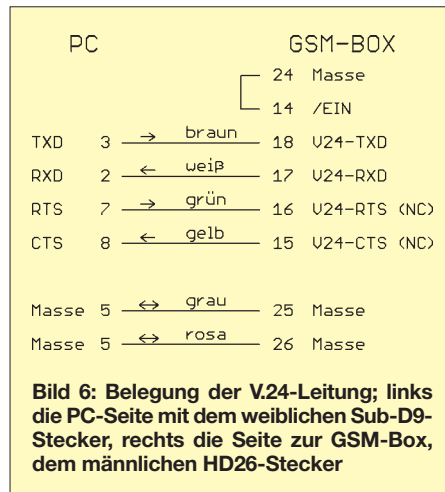 PC GSM-BOX
24 Masse
14 /EIN
TXD 3 → braun 18 V24-TXD
RXD 2 ← weiß 17 V24-RXD
RTS 7 → grün 16 V24-RTS (NC)
CTS 8 ← gelb 15 V24-CTS (NC)
Masse 5 ↔ grau 25 Masse
Masse 5 ↔ rosa 26 Masse
Bild 6: Belegung der V.24-Leitung; links
die PC-Seite mit dem weiblichen Sub-D9-
Stecker, rechts die Seite zur GSM-Box,
dem männlichen HD26-Stecker